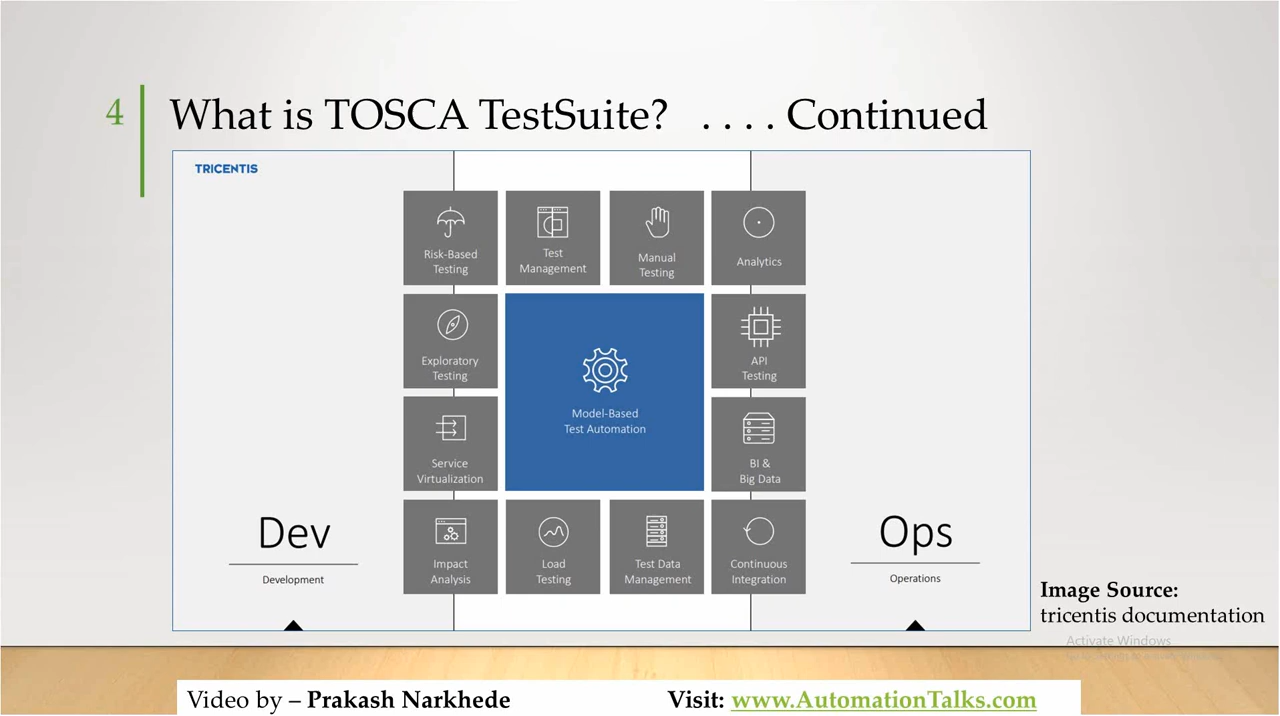 4
What is TOSCA TestSuite? . . . . Continued
TRICENTIS
Risk-Based
Testing
Test
Management
Manual
Testing
Analytics
Exploratory
Testing
Model-Based
Test Automation
API
Testing
Service
Virtualization
BI &
Big Data
Impact
Analysis
Load
Testing
Test Data
Management
Continuous
Integration
Dev
Development
Ops
Operations
Image Source:
tricentis documentation
Activate Windows
Video by – Prakash Narkhede
Visit: www.AutomationTalks.com